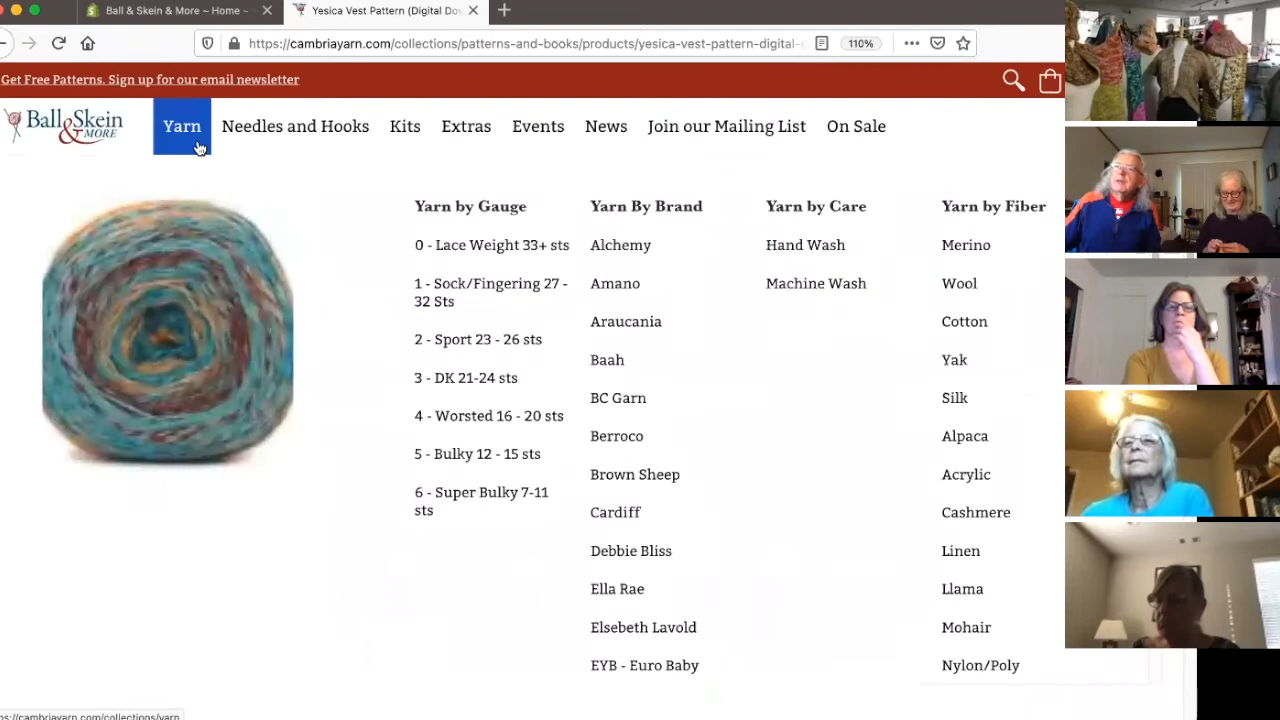 Ball & Skein & More ~ Home ~
Yesica Vest Pattern (Digital Do
https://cambriayarn.com/collections/patterns-and-books/products/yesica-vest-pattern-digital-
110%
Get Free Patterns. Sign up for our email newsletter
Ball & Skein
& MORE
Yarn
Needles and Hooks
Kits
Extras
Events
News
Join our Mailing List
On Sale
Yarn by Gauge
0 - Lace Weight 33+ sts
1 - Sock/Fingering 27 -
32 Sts
2 - Sport 23 - 26 sts
3 - DK 21-24 sts
4 - Worsted 16 - 20 sts
5 - Bulky 12 - 15 sts
6 - Super Bulky 7-11
sts
Yarn By Brand
Alchemy
Amano
Araucania
Baah
BC Garn
Berroco
Brown Sheep
Cardiff
Debbie Bliss
Ella Rae
Elsebeth Lavold
EYB - Euro Baby
Yarn by Care
Hand Wash
Machine Wash
Yarn by Fiber
Merino
Wool
Cotton
Yak
Silk
Alpaca
Acrylic
Cashmere
Linen
Llama
Mohair
Nylon/Poly
ps://cambriayarn.com/collections/yarn